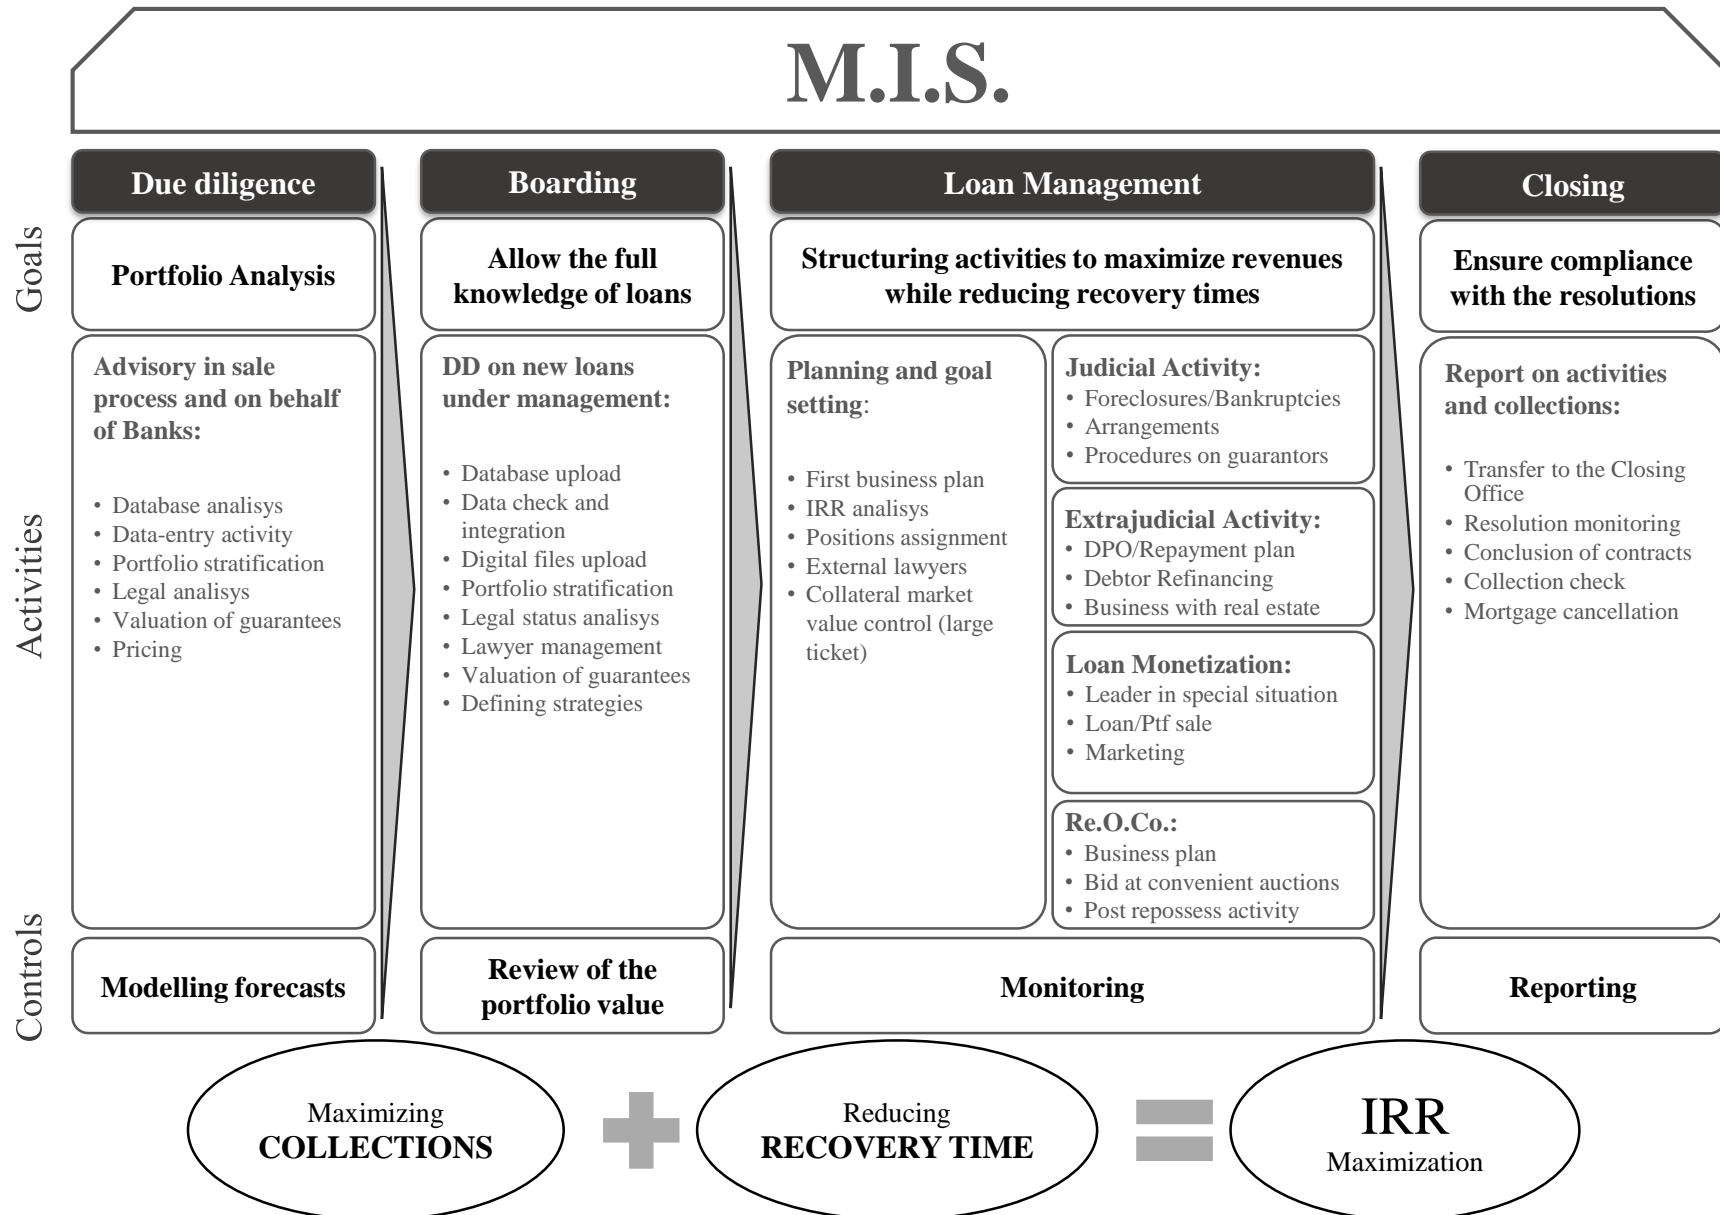 M.I.S.
Due diligence
Boarding
Loan Management
Closing
Goals
Portfolio Analysis
Allow the full
knowledge of loans
Structuring activities to maximize revenues
while reducing recovery times
Ensure compliance
with the resolutions
Activities
Advisory in sale
process and on behalf
of Banks:
• Database analisys
• Data-entry activity
• Portfolio stratification
• Legal analisys
• Valuation of guarantees
• Pricing
DD on new loans
under management:
• Database upload
• Data check and
integration
• Digital files upload
• Portfolio stratification
• Legal status analisys
• Lawyer management
• Valuation of guarantees
• Defining strategies
Planning and goal
setting:
• First business plan
• IRR analisys
• Positions assignment
• External lawyers
• Collateral market
value control (large
ticket)
Judicial Activity:
• Foreclosures/Bankruptcies
• Arrangements
• Procedures on guarantors
Extrajudicial Activity:
• DPO/Repayment plan
• Debtor Refinancing
• Business with real estate
Loan Monetization:
• Leader in special situation
• Loan/Ptf sale
• Marketing
Re.O.Co.:
• Business plan
• Bid at convenient auctions
• Post repossess activity
Report on activities
and collections:
• Transfer to the Closing
Office
• Resolution monitoring
• Conclusion of contracts
• Collection check
• Mortgage cancellation
Controls
Modelling forecasts
Review of the
portfolio value
Monitoring
Reporting
Maximizing
COLLECTIONS
Reducing
RECOVERY TIME
IRR
Maximization